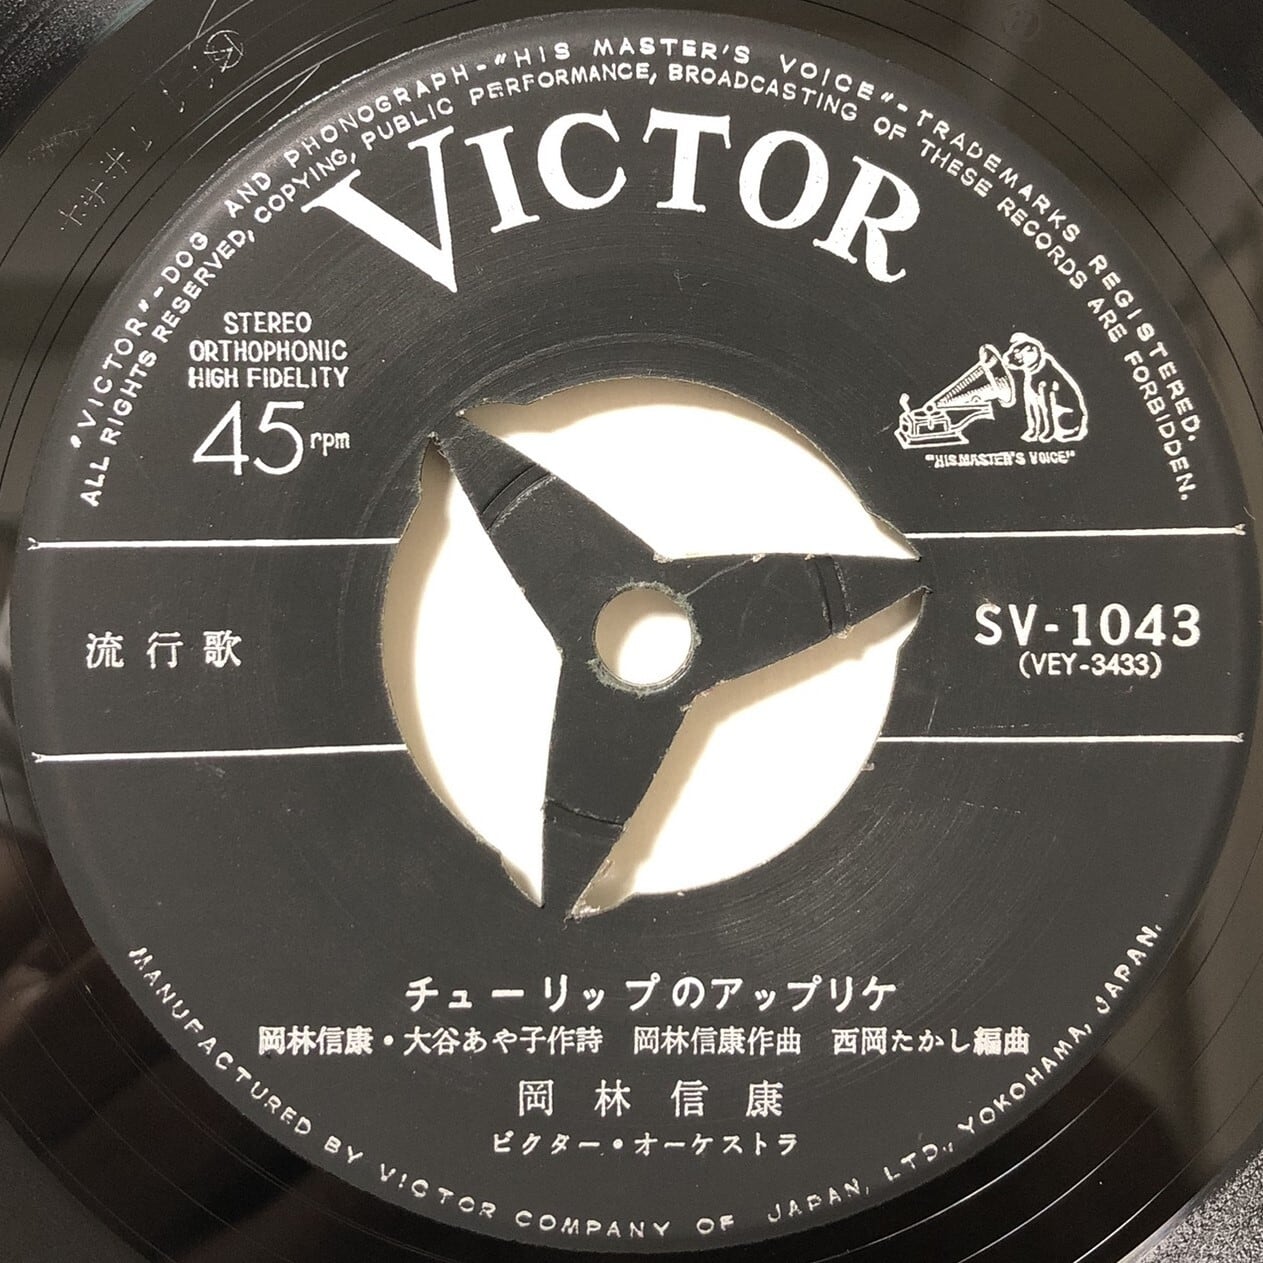 "VICTOR"-DOG AND PHONOGRAPH-"HIS MASTER'S VOICE"-TRADEMARKS REGISTERED.
ALL RIGHTS RESERVED, COPYING, PUBLIC PERFORMANCE, BROADCASTING OF THESE RECORDS ARE FORBIDDEN.
VICTOR
STEREO
ORTHOPHONIC
HIGH FIDELITY
45rpm
"HIS MASTER'S VOICE"
流行歌
SV-1043
(VEY-3433)
チューリップのアップリケ
岡林信康・大谷あや子作詩 岡林信康作曲 西岡たかし編曲
岡林信康
ビクター・オーケストラ
MANUFACTURED BY VICTOR COMPANY OF JAPAN, LTD., YOKOHAMA, JAPAN.